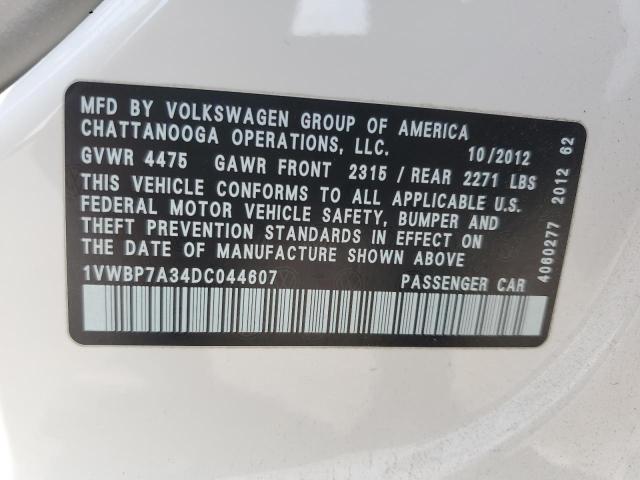 MFD BY VOLKSWAGEN GROUP OF AMERICA
CHATTANOOGA OPERATIONS, LLC. 10/2012
GVWR 4475 GAWR FRONT 2315 / REAR 2271 LBS
THIS VEHICLE CONFORMS TO ALL APPLICABLE U.S.
FEDERAL MOTOR VEHICLE SAFETY, BUMPER AND
THEFT PREVENTION STANDARDS IN EFFECT ON
THE DATE OF MANUFACTURE SHOWN ABOVE
1VWBP7A34DC044607 PASSENGER CAR
4060277 2012 62